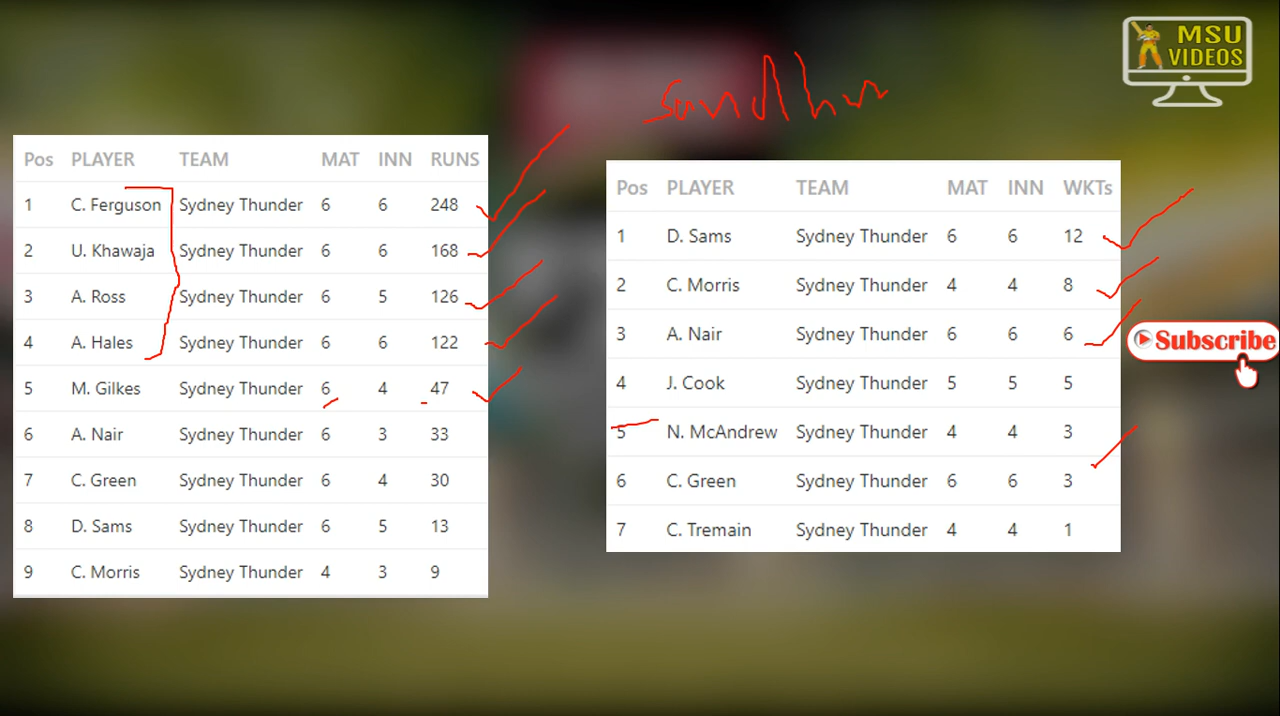 MSU
VIDEOS
sandhu
Pos PLAYER TEAM MAT INN RUNS
1 C. Ferguson Sydney Thunder 6 6 248
2 U. Khawaja Sydney Thunder 6 6 168
3 A. Ross Sydney Thunder 6 5 126
4 A. Hales Sydney Thunder 6 6 122
5 M. Gilkes Sydney Thunder 6 4 47
6 A. Nair Sydney Thunder 6 3 33
7 C. Green Sydney Thunder 6 4 30
8 D. Sams Sydney Thunder 6 5 13
9 C. Morris Sydney Thunder 4 3 9
Pos PLAYER TEAM MAT INN WKTs
1 D. Sams Sydney Thunder 6 6 12
2 C. Morris Sydney Thunder 4 4 8
3 A. Nair Sydney Thunder 6 6 6
4 J. Cook Sydney Thunder 5 5 5
5 N. McAndrew Sydney Thunder 4 4 3
6 C. Green Sydney Thunder 6 6 3
7 C. Tremain Sydney Thunder 4 4 1
Subscribe